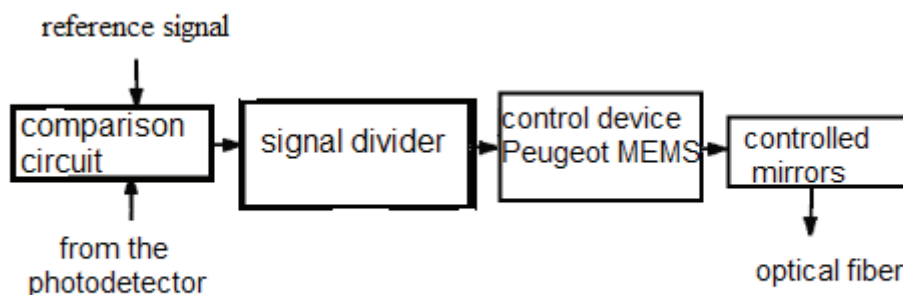 reference signal
comparison
circuit
signal divider
control device
Peugeot MEMS
controlled
mirrors
from the
photodetector
optical fiber